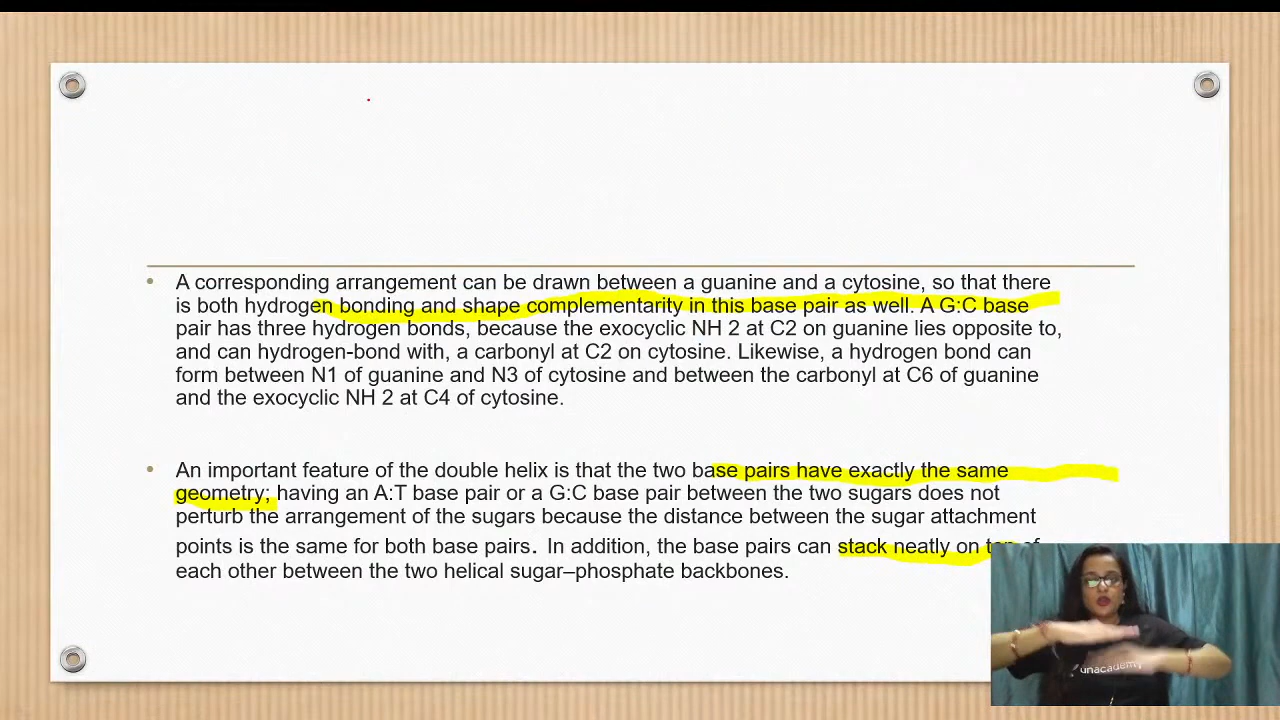 • A corresponding arrangement can be drawn between a guanine and a cytosine, so that there
is both hydrogen bonding and shape complementarity in this base pair as well. A G:C base
pair has three hydrogen bonds, because the exocyclic NH 2 at C2 on guanine lies opposite to,
and can hydrogen-bond with, a carbonyl at C2 on cytosine. Likewise, a hydrogen bond can
form between N1 of guanine and N3 of cytosine and between the carbonyl at C6 of guanine
and the exocyclic NH 2 at C4 of cytosine.
• An important feature of the double helix is that the two base pairs have exactly the same
geometry; having an A:T base pair or a G:C base pair between the two sugars does not
perturb the arrangement of the sugars because the distance between the sugar attachment
points is the same for both base pairs. In addition, the base pairs can stack neatly on top of
each other between the two helical sugar–phosphate backbones.
unacademy